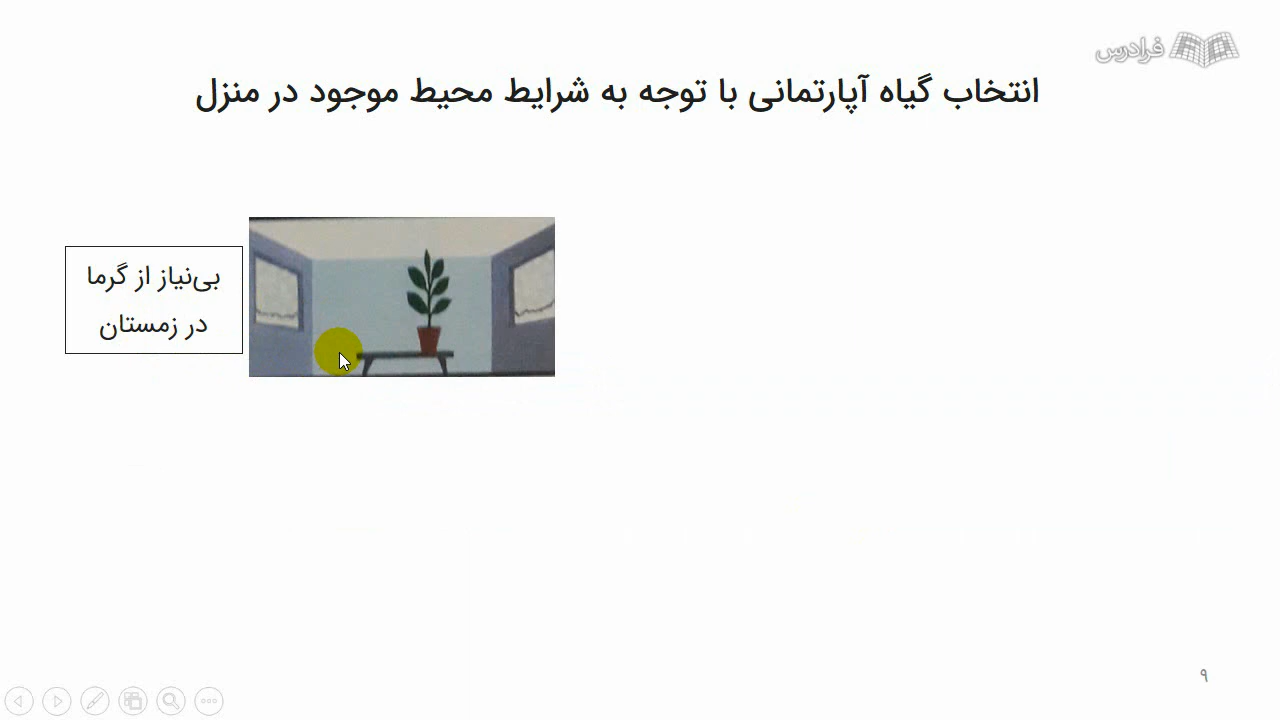 فرادرس
انتخاب گیاه آپارتمانی با توجه به شرایط محیط موجود در منزل
بی‌نیاز از گرما
در زمستان
۹